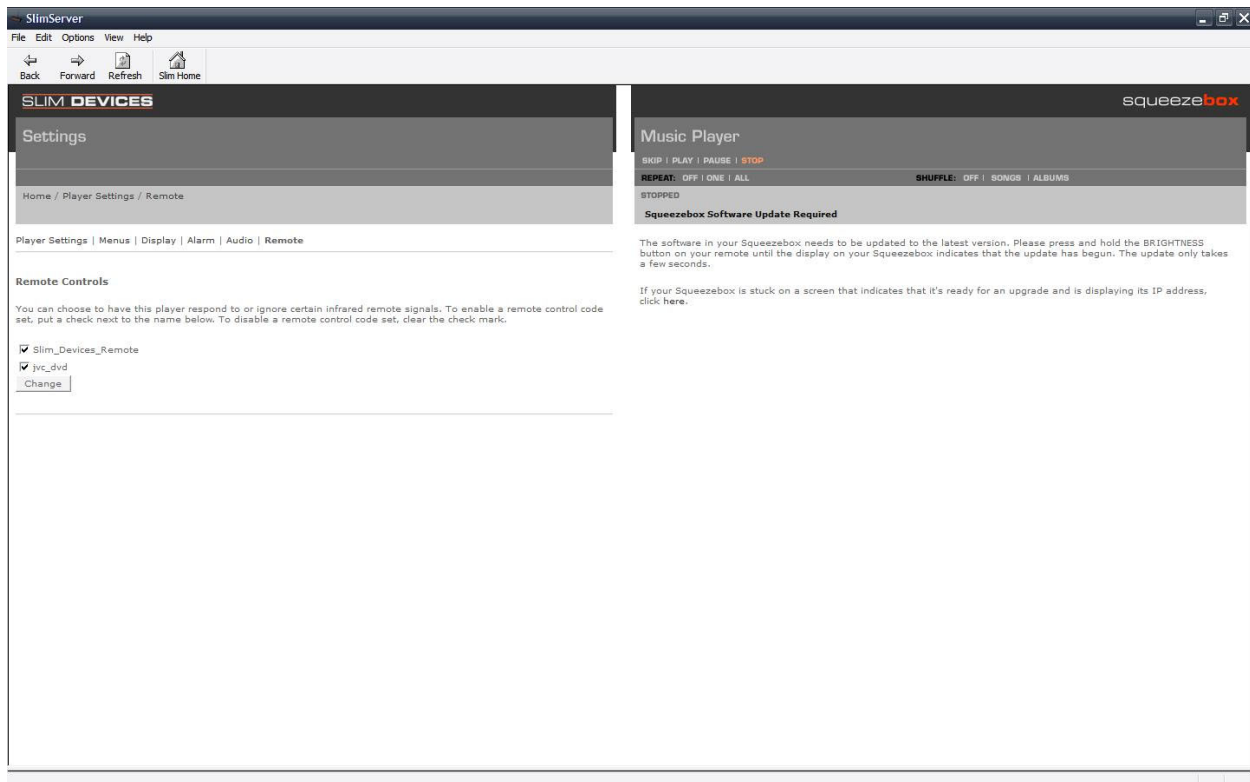 SlimServer
File Edit Options View Help
Back Forward Refresh Slim Home
SLIM DEVICES
Settings
Home / Player Settings / Remote
Player Settings | Menus | Display | Alarm | Audio | Remote
Remote Controls
You can choose to have this player respond to or ignore certain infrared remote signals. To enable a remote control code
set, put a check next to the name below. To disable a remote control code set, clear the check mark.
Slim_Devices_Remote
jvc_dvd
Change
squeezebox
Music Player
SKIP | PLAY | PAUSE | STOP
REPEAT: OFF | ONE | ALL SHUFFLE: OFF | SONGS | ALBUMS
STOPPED
Squeezebox Software Update Required
The software in your Squeezebox needs to be updated to the latest version. Please press and hold the BRIGHTNESS
button on your remote until the display on your Squeezebox indicates that the update has begun. The update only takes
a few seconds.
If your Squeezebox is stuck on a screen that indicates that it's ready for an upgrade and is displaying its IP address,
click here.